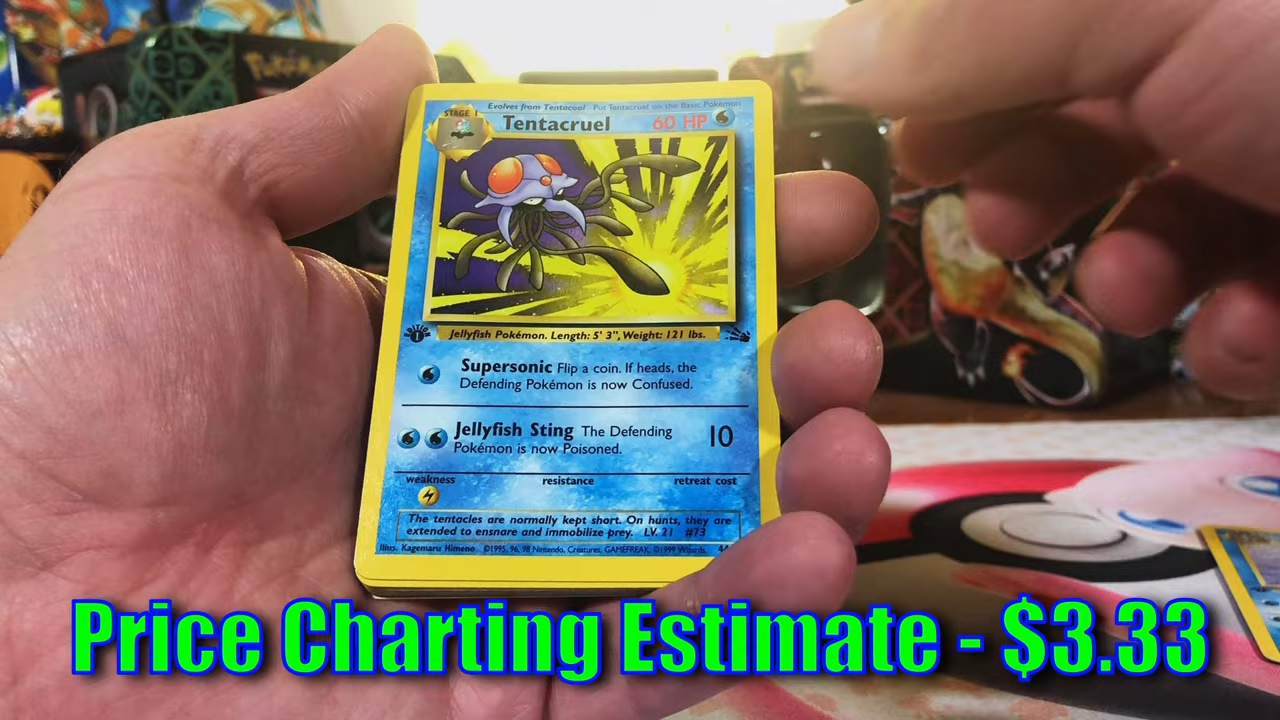 Pokémon
Evolves from Tentacool Put Tentacruel on the Basic Pokémon
STAGE 1
Tentacruel 60 HP
EDITION 1
Jellyfish Pokémon. Length: 5' 3", Weight: 121 lbs.
Supersonic Flip a coin. If heads, the
Defending Pokémon is now Confused.
Jellyfish Sting The Defending 10
Pokémon is now Poisoned.
weakness resistance retreat cost
The tentacles are normally kept short. On hunts, they are
extended to ensnare and immobilize prey. LV. 21 #73
Illus. Kagemaru Himeno ©1995, 96, 98 Nintendo, Creatures, GAMEFREAK. ©1999 Wizards.
Price Charting Estimate - $3.33